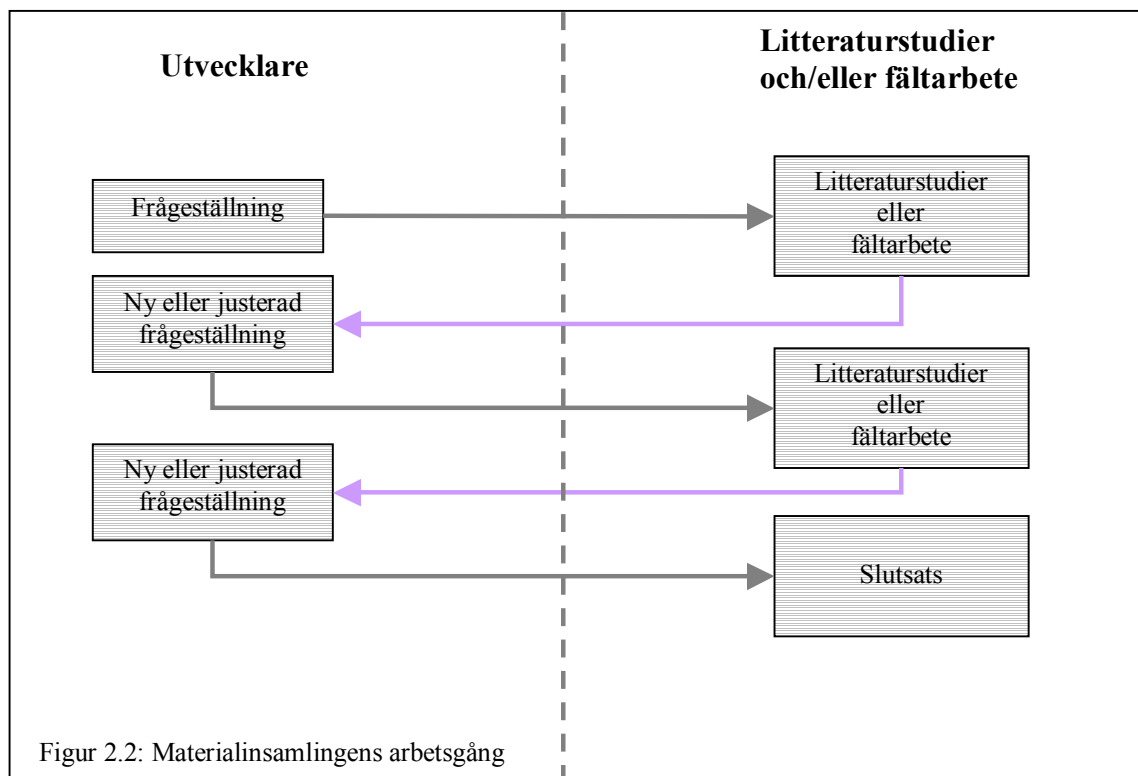 Utvecklare
Litteraturstudier
och/eller fältarbete
Frågeställning
Litteraturstudier
eller
fältarbete
Ny eller justerad
frågeställning
Litteraturstudier
eller
fältarbete
Ny eller justerad
frågeställning
Slutsats
Figur 2.2: Materialinsamlingens arbetsgång